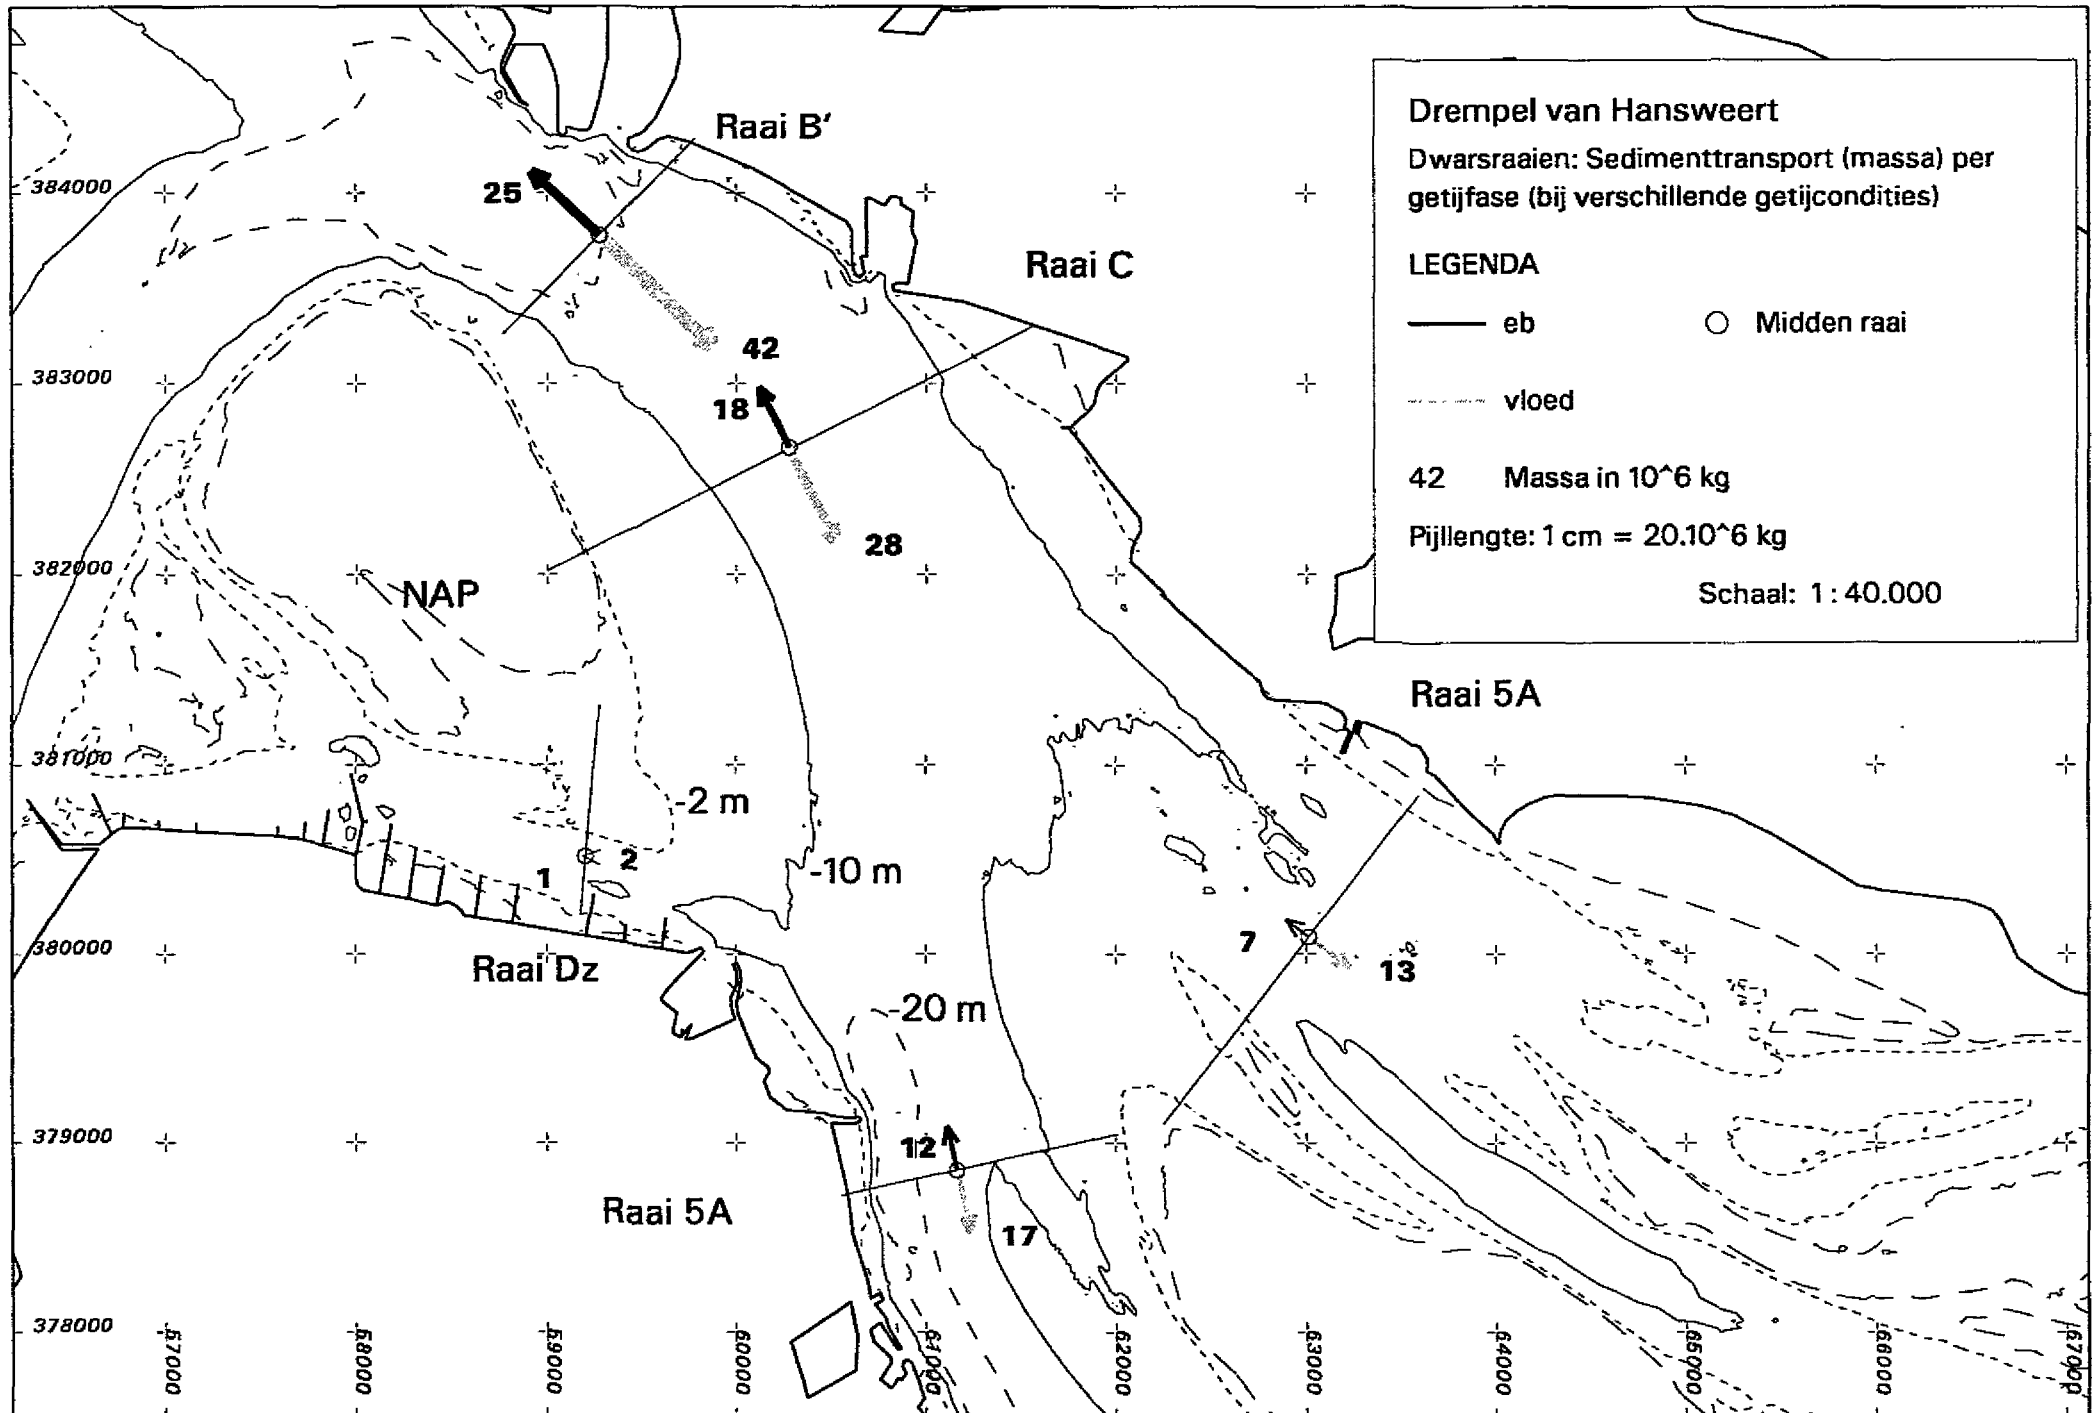 Drempel van Hansweert
Dwarsraaien: Sedimenttransport (massa) per
getijfase (bij verschillende getijcondities)
LEGENDA
eb
Midden raai
vloed
42 Massa in 10^6 kg
Pijllengte: 1 cm = 20.10^6 kg
Schaal: 1 : 40.000
Raai B'
384000
25
Raai C
42
383000
18
28
382000
NAP
Raai 5A
381000
-2 m
2
1
-10 m
380000
7
13
Raai Dz
-20 m
379000
12
Raai 5A
17
378000
57000
58000
59000
60000
61000
62000
63000
64000
65000
66000
67000